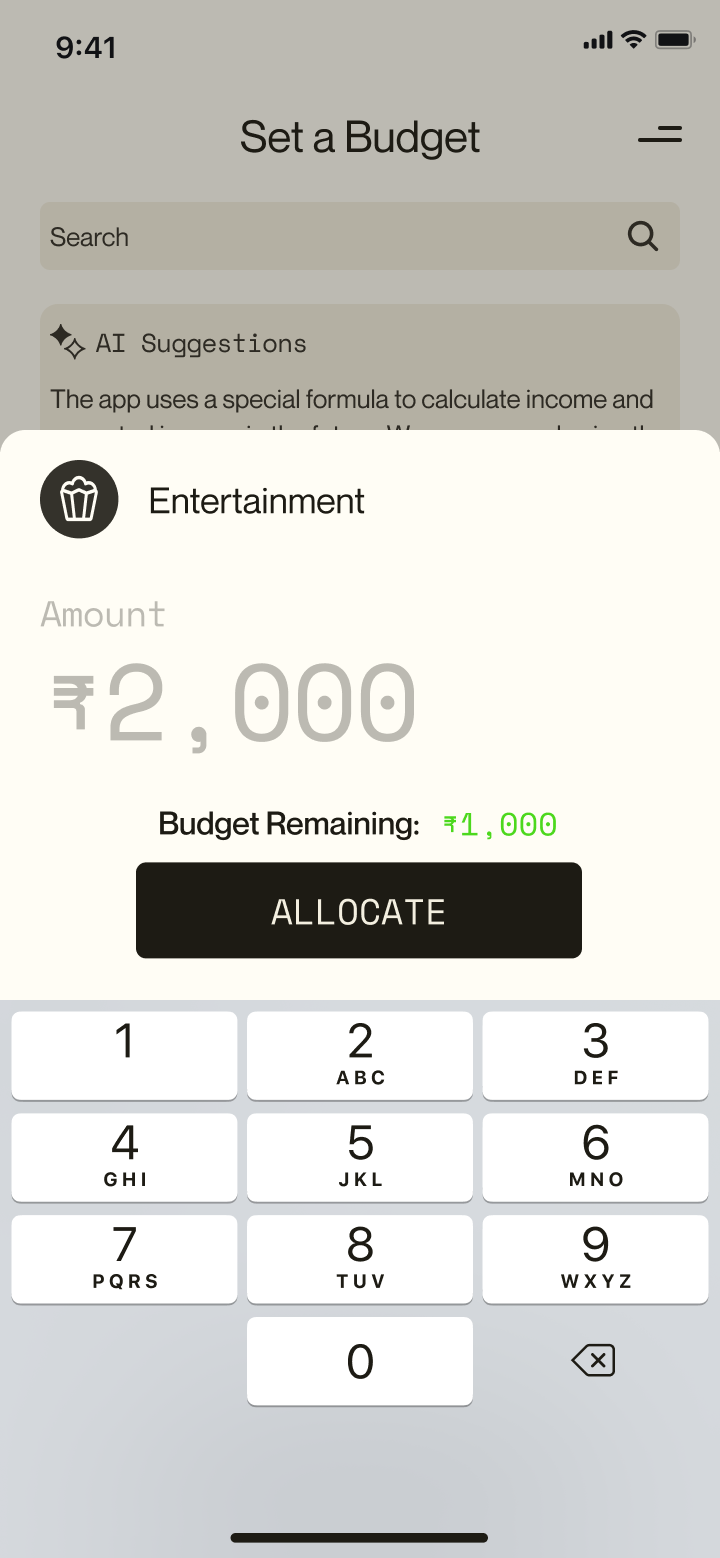 9:41
Set a Budget
Search
AI Suggestions
The app uses a special formula to calculate income and
Entertainment
Amount
₹2,000
Budget Remaining: ₹1,000
ALLOCATE
1 2 3
ABC DEF
4 5 6
GHI JKL MNO
7 8 9
PQRS TUV WXYZ
0